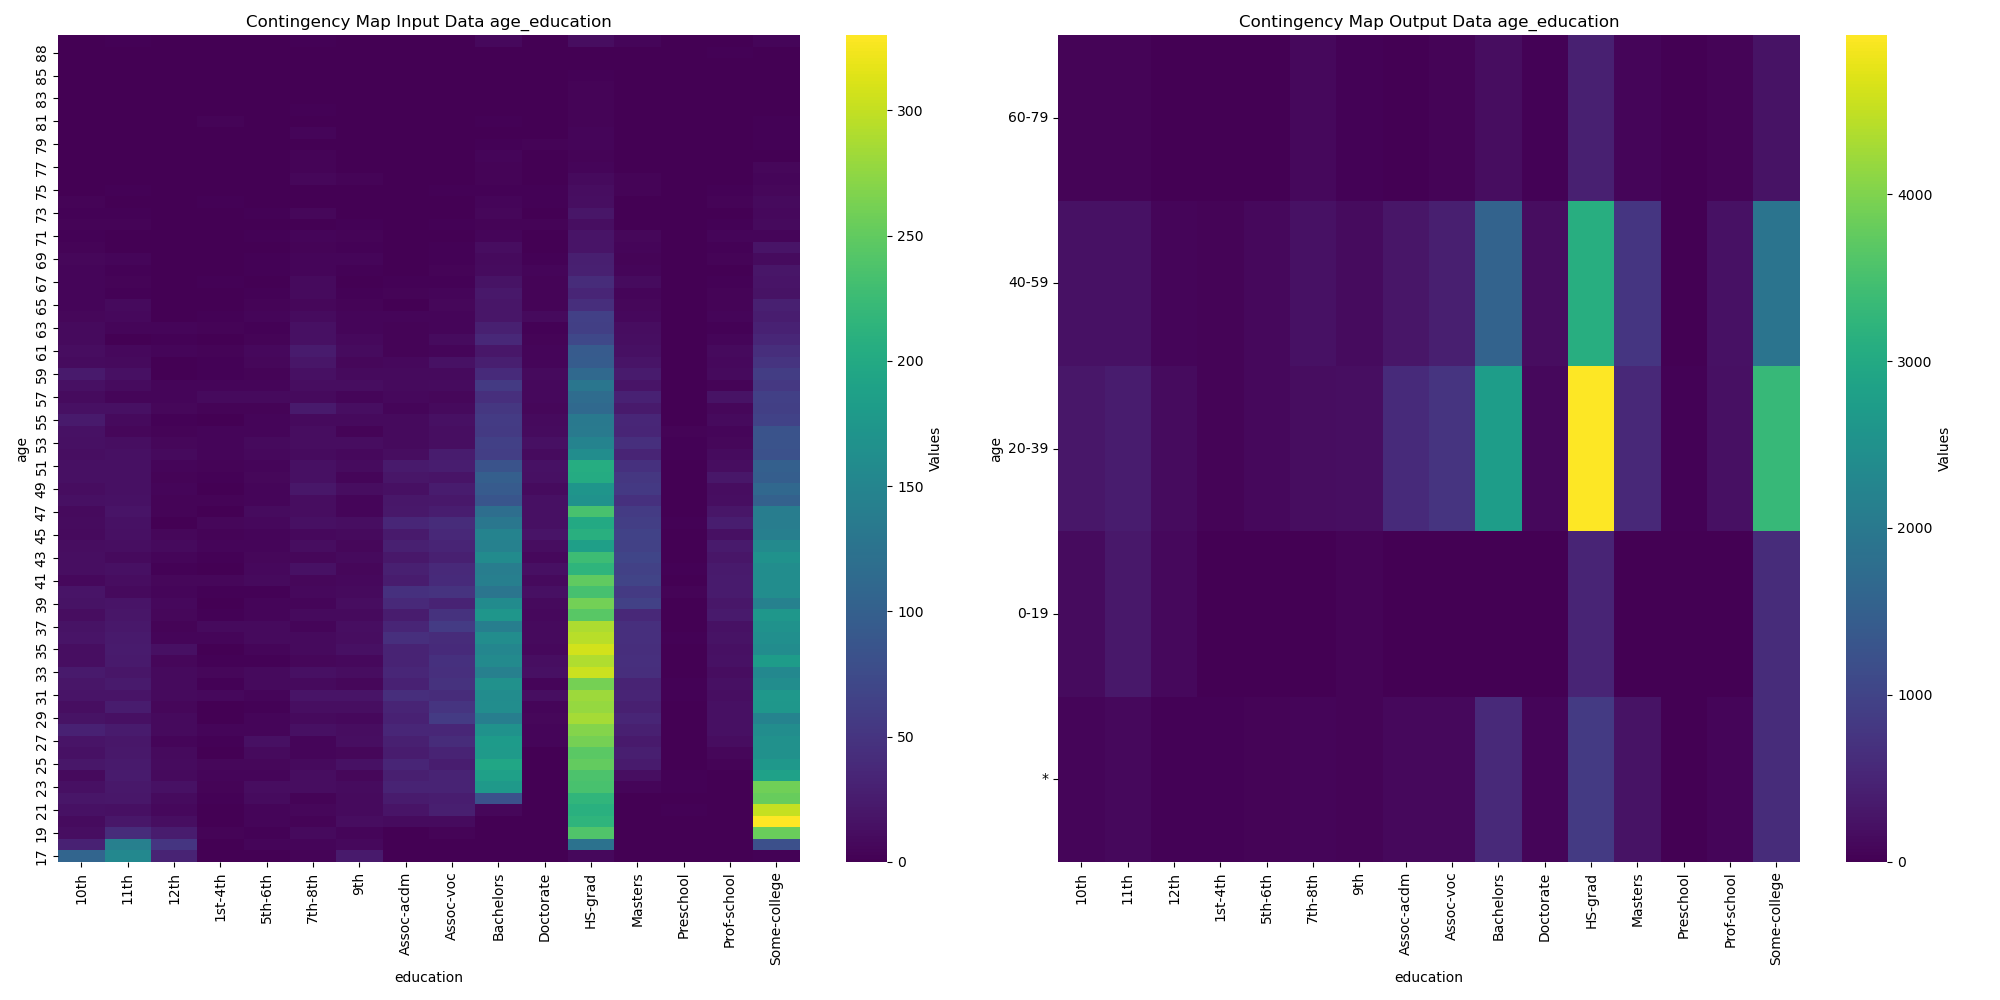 Contingency Map Input Data age_education
age
88
85
83
81
79
77
75
73
71
69
67
65
63
61
59
57
55
53
51
49
47
45
43
41
39
37
35
33
31
29
27
25
23
21
19
17
10th
11th
12th
1st-4th
5th-6th
7th-8th
9th
Assoc-acdm
Assoc-voc
Bachelors
Doctorate
HS-grad
Masters
Preschool
Prof-school
Some-college
education
300
250
200
150
100
50
0
Values
Contingency Map Output Data age_education
age
60-79
40-59
20-39
0-19
*
10th
11th
12th
1st-4th
5th-6th
7th-8th
9th
Assoc-acdm
Assoc-voc
Bachelors
Doctorate
HS-grad
Masters
Preschool
Prof-school
Some-college
education
4000
3000
2000
1000
0
Values